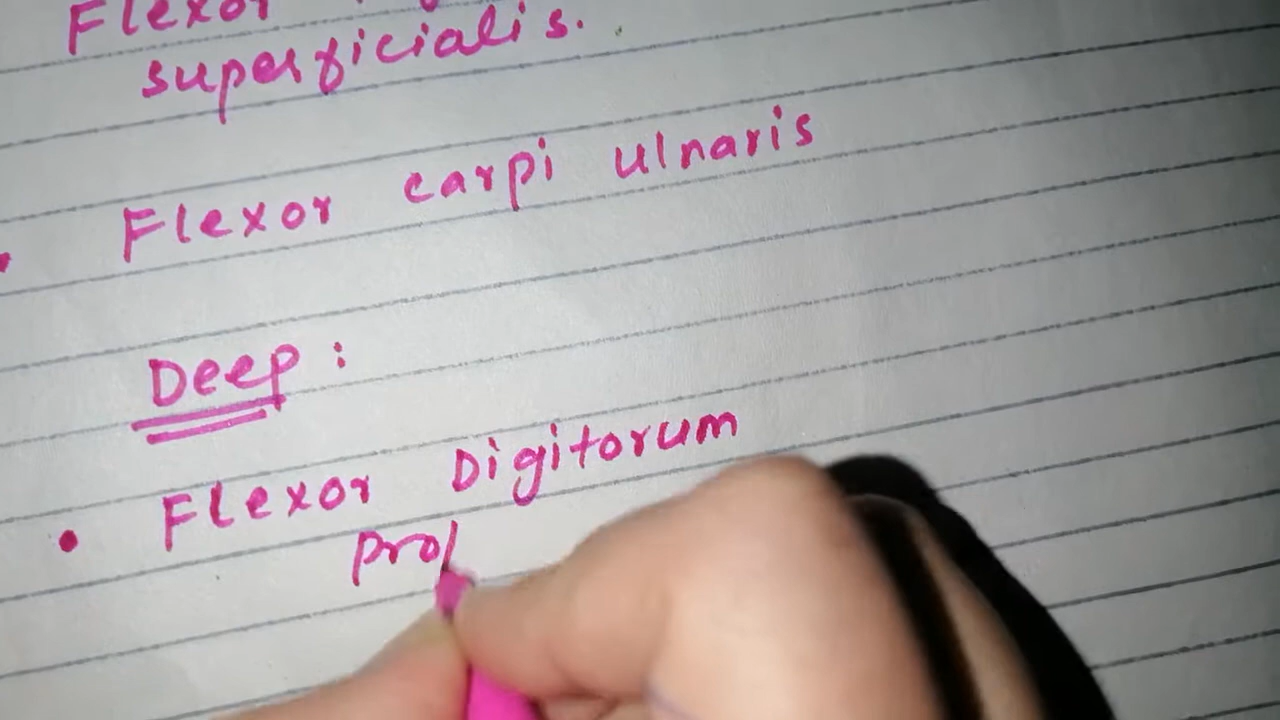 Flexor
superficialis.
• Flexor carpi ulnaris
Deep :
• Flexor Digitorum
prof